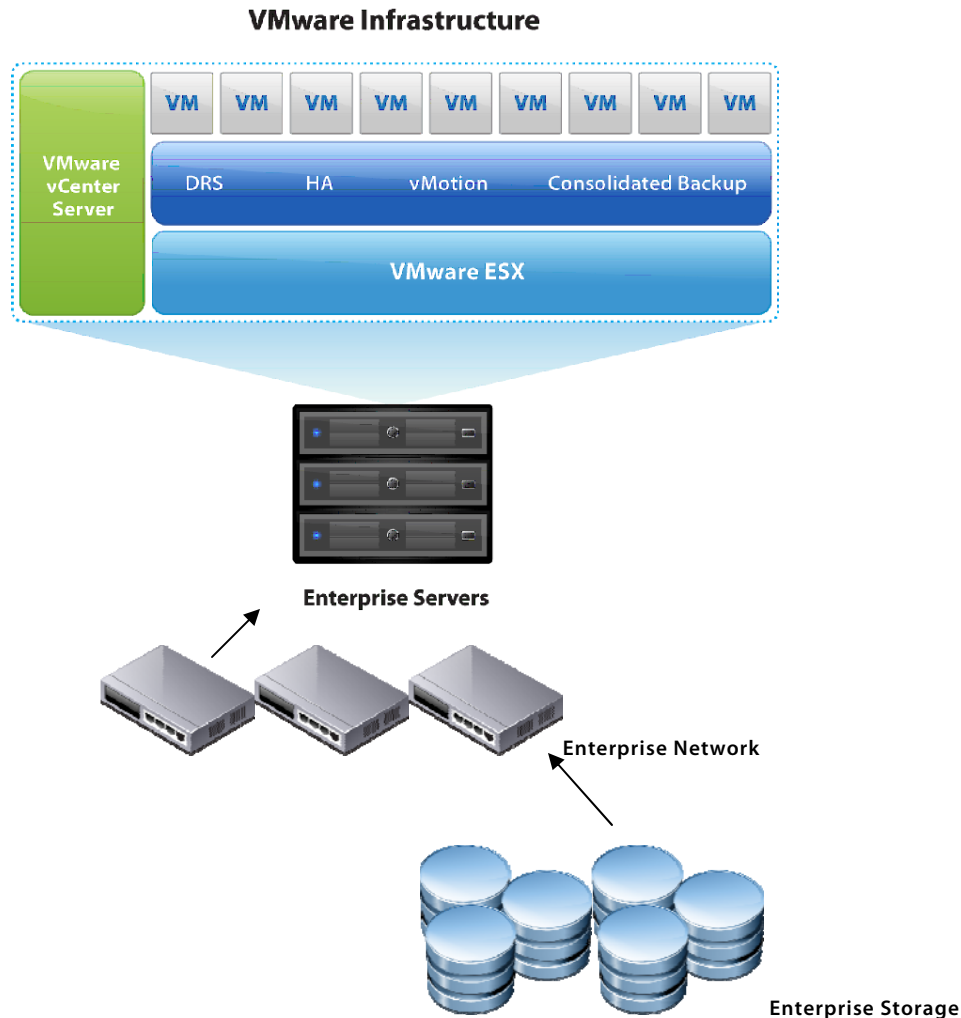 VMware Infrastructure
VM VM VM VM VM VM VM VM VM
VMware
vCenter
Server
DRS HA vMotion Consolidated Backup
VMware ESX
Enterprise Servers
Enterprise Network
Enterprise Storage